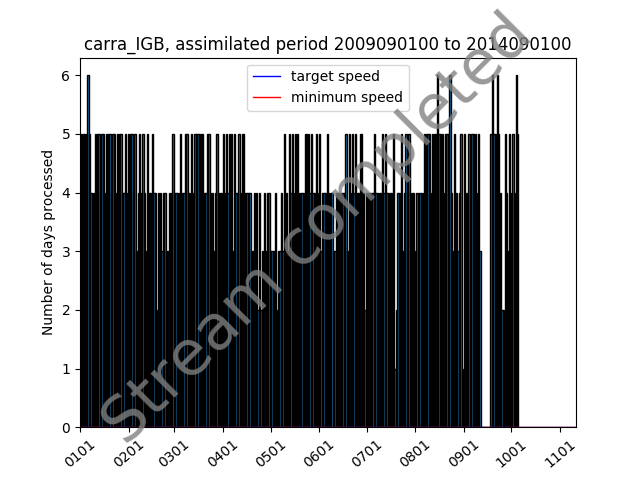 carra_IGB, assimilated period 2009090100 to 2014090100
target speed
minimum speed
Stream completed
Number of days processed
6
5
4
3
2
1
0
0101 0201 0301 0401 0501 0601 0701 0801 0901 1001 1101